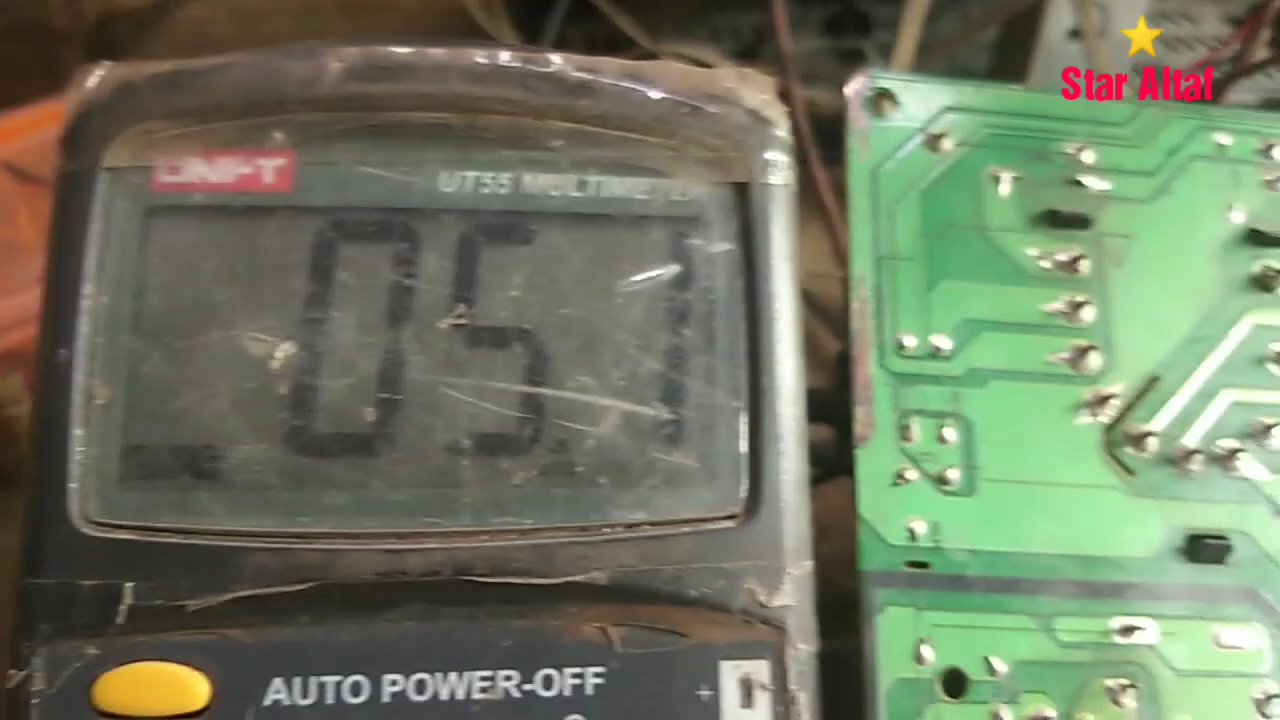 Star Altaf
UNI-T
UT55 MULTIMETER
05.1
AUTO POWER-OFF
+